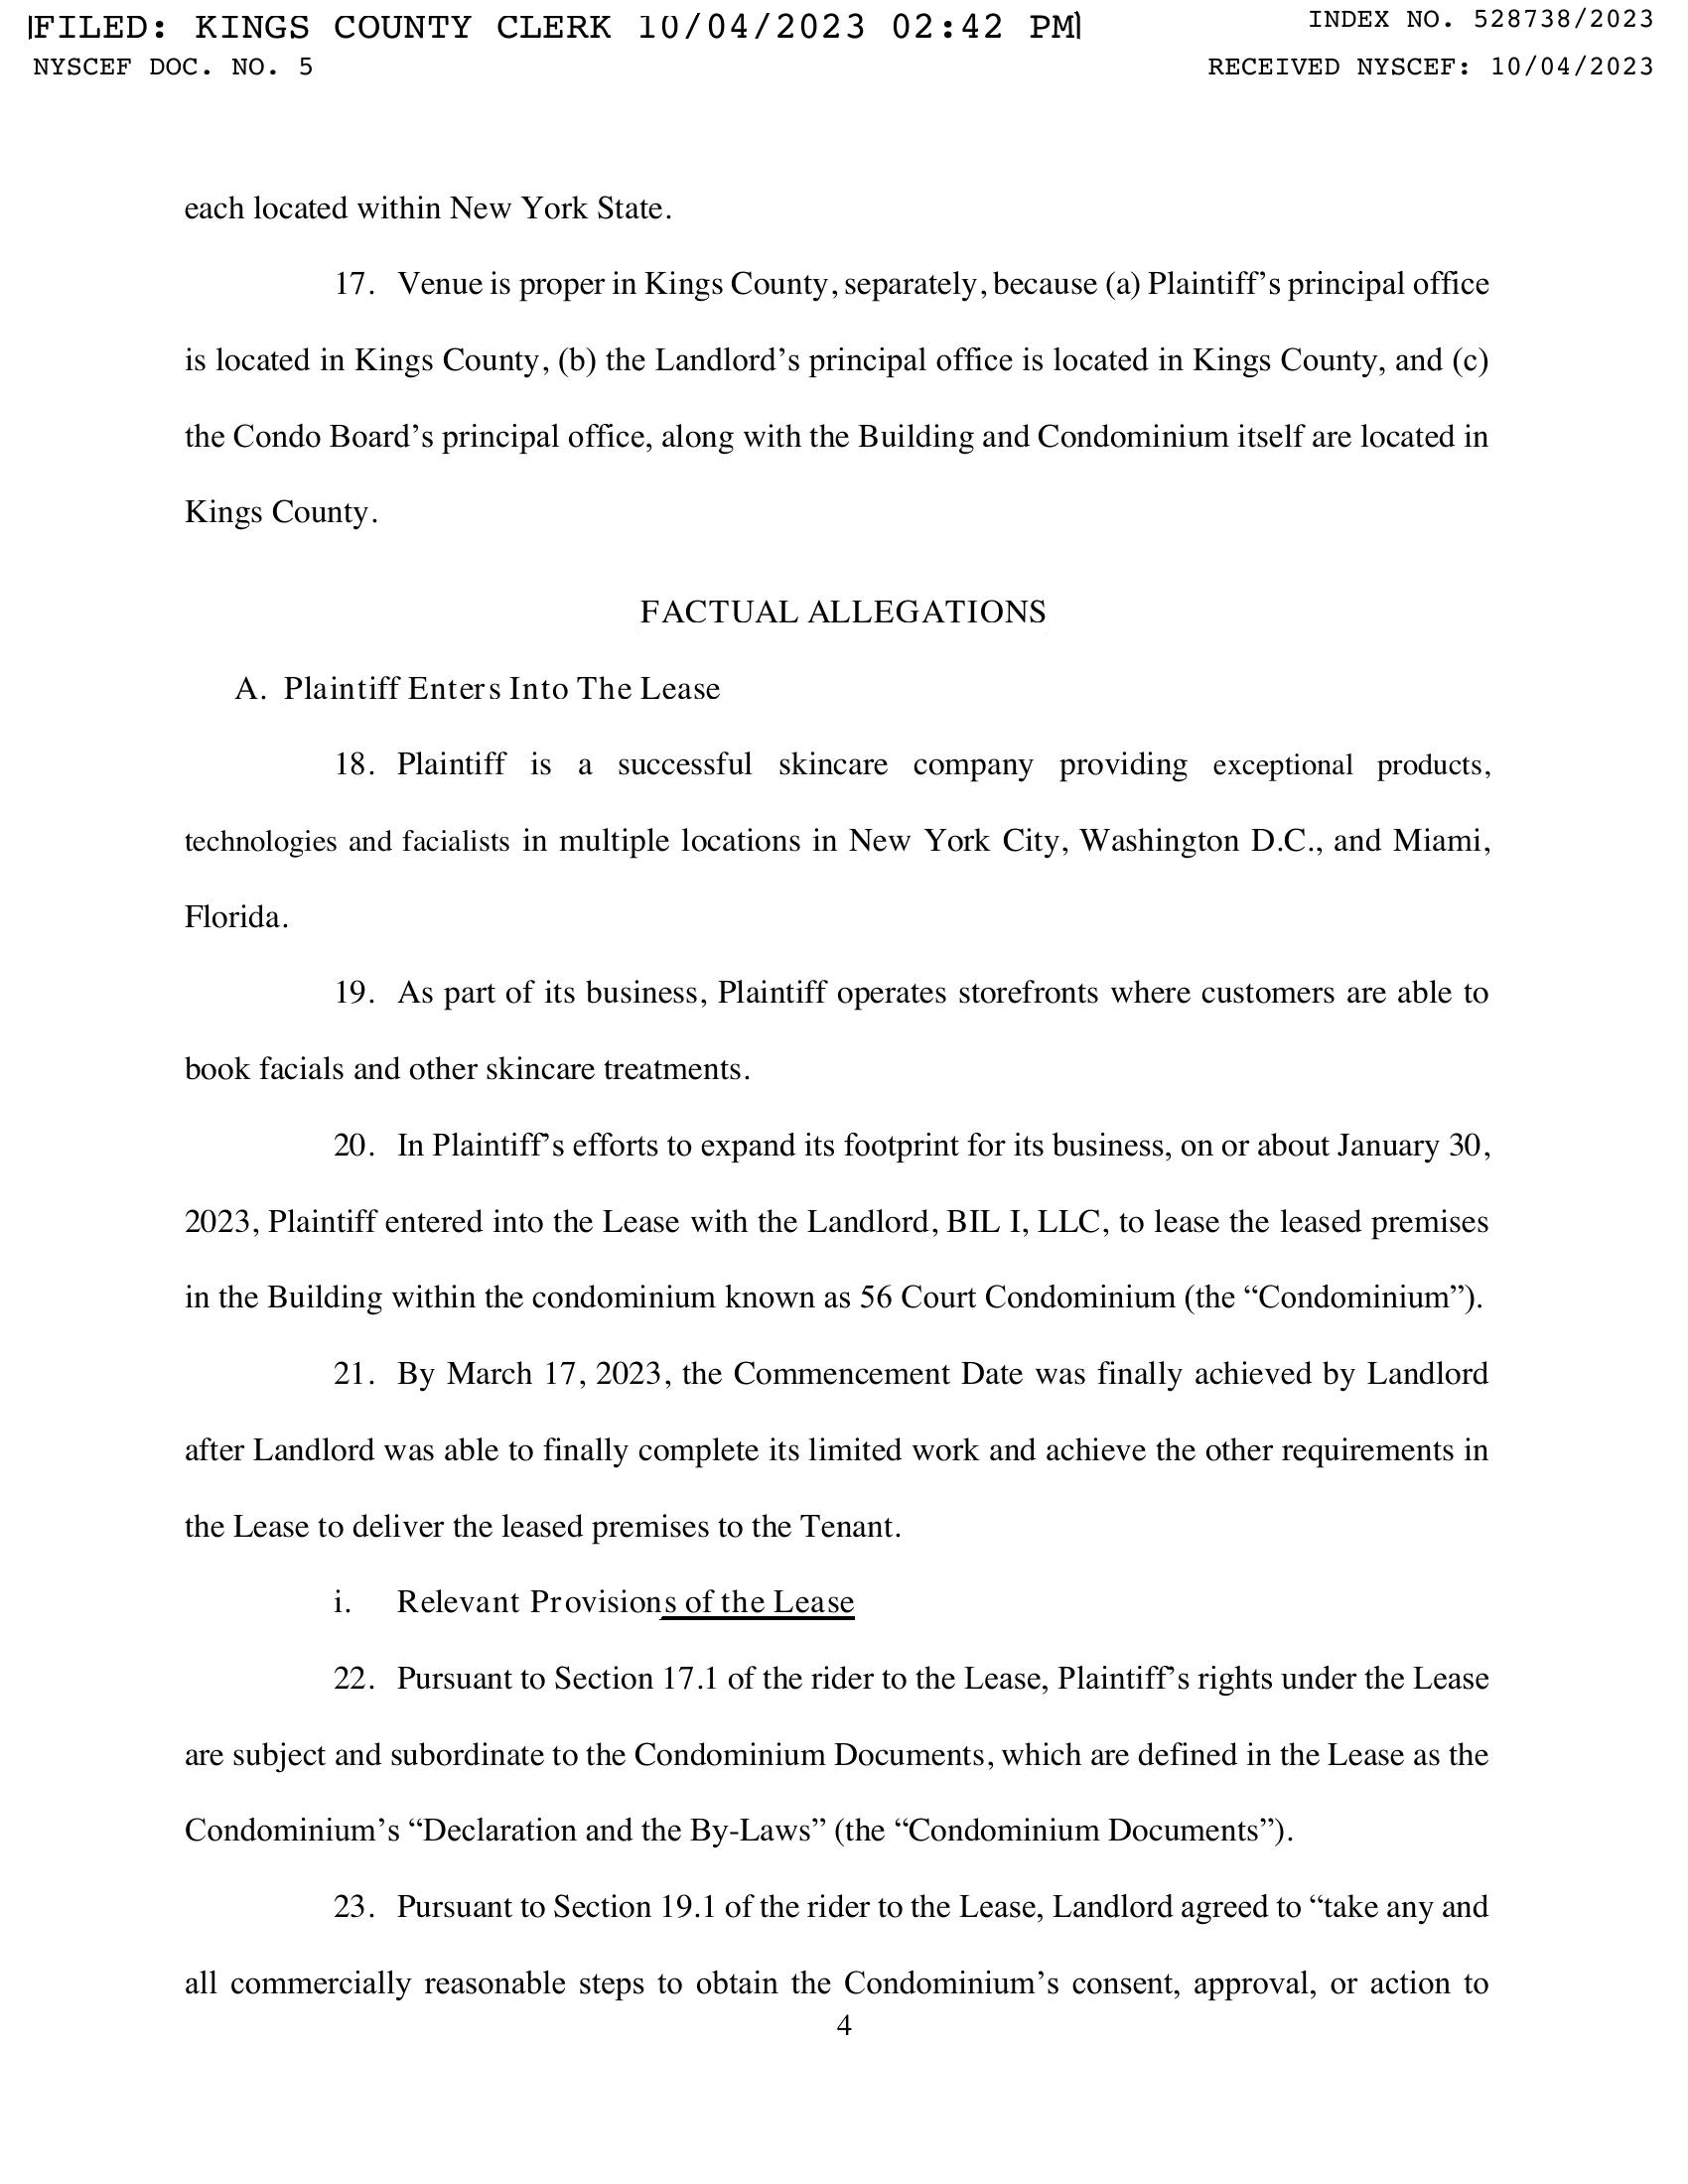 FILED: KINGS COUNTY CLERK 10/04/2023 02:42 PM
INDEX NO. 528738/2023
NYSCEF DOC. NO. 5
RECEIVED NYSCEF: 10/04/2023
each located within New York State.
17. Venue is proper in Kings County, separately, because (a) Plaintiff’s principal office
is located in Kings County, (b) the Landlord’s principal office is located in Kings County, and (c)
the Condo Board’s principal office, along with the Building and Condominium itself are located in
Kings County.
FACTUAL ALLEGATIONS
A. Plaintiff Enters Into The Lease
18. Plaintiff is a successful skincare company providing exceptional products,
technologies and facialists in multiple locations in New York City, Washington D.C., and Miami,
Florida.
19. As part of its business, Plaintiff operates storefronts where customers are able to
book facials and other skincare treatments.
20. In Plaintiff’s efforts to expand its footprint for its business, on or about January 30,
2023, Plaintiff entered into the Lease with the Landlord, BIL I, LLC, to lease the leased premises
in the Building within the condominium known as 56 Court Condominium (the “Condominium”).
21. By March 17, 2023, the Commencement Date was finally achieved by Landlord
after Landlord was able to finally complete its limited work and achieve the other requirements in
the Lease to deliver the leased premises to the Tenant.
i. Relevant Provisions of the Lease
22. Pursuant to Section 17.1 of the rider to the Lease, Plaintiff’s rights under the Lease
are subject and subordinate to the Condominium Documents, which are defined in the Lease as the
Condominium’s “Declaration and the By-Laws” (the “Condominium Documents”).
23. Pursuant to Section 19.1 of the rider to the Lease, Landlord agreed to “take any and
all commercially reasonable steps to obtain the Condominium’s consent, approval, or action to
4